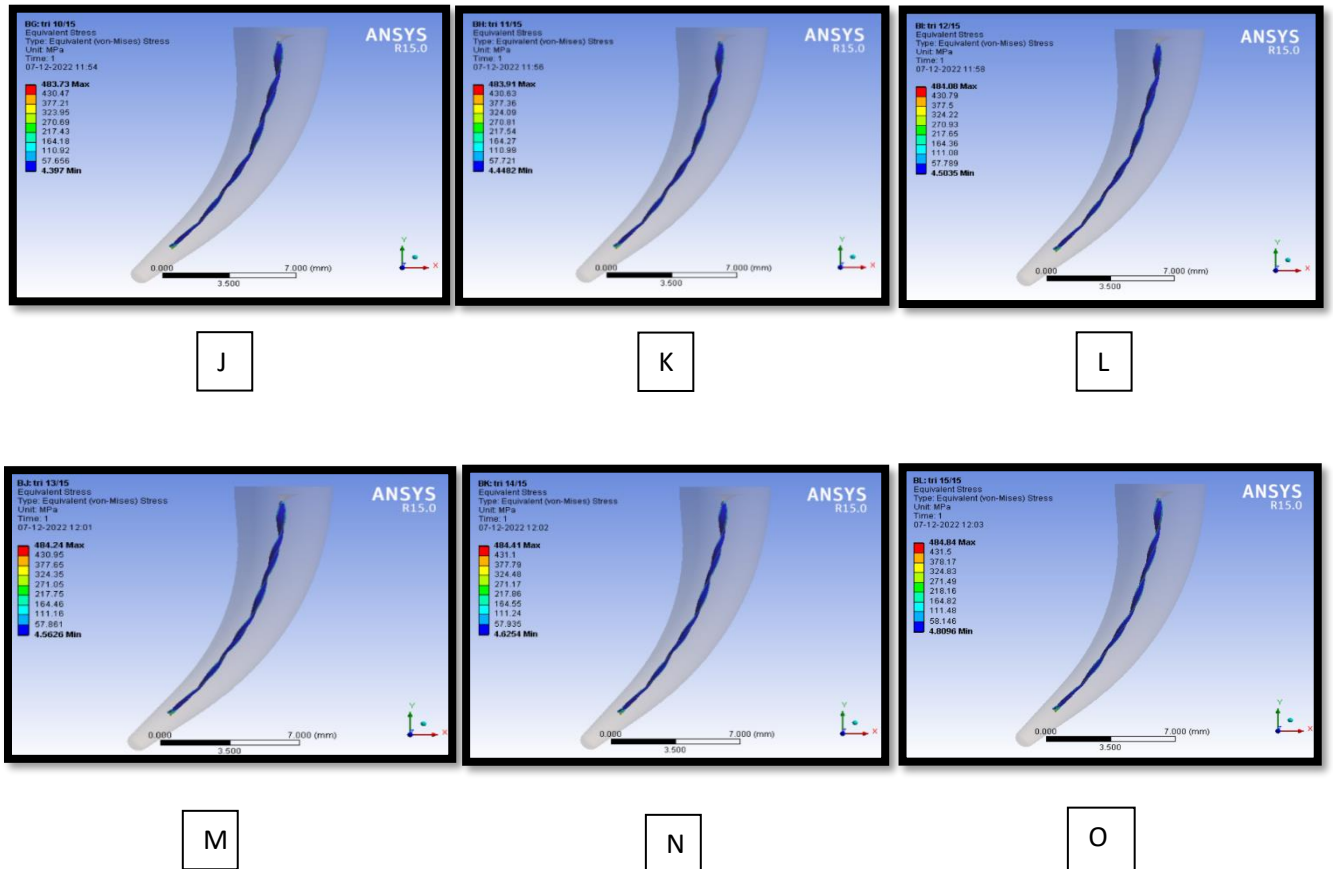 BG: tri 10/15
Equivalent Stress
Type: Equivalent (von-Mises) Stress
Unit: MPa
Time: 1
07-12-2022 11:54
483.73 Max
430.47
377.21
323.95
270.69
217.43
164.18
110.92
57.656
4.397 Min
ANSYS
R15.0
Y
X
0.000
7.000 (mm)
3.500
BH: tri 11/15
Equivalent Stress
Type: Equivalent (von-Mises) Stress
Unit: MPa
Time: 1
07-12-2022 11:56
483.91 Max
430.63
377.36
324.09
270.81
217.54
164.27
110.99
57.721
4.4482 Min
ANSYS
R15.0
Y
X
0.000
7.000 (mm)
3.500
BI: tri 12/15
Equivalent Stress
Type: Equivalent (von-Mises) Stress
Unit: MPa
Time: 1
07-12-2022 11:58
484.08 Max
430.79
377.5
324.22
270.93
217.65
164.36
111.08
57.789
4.5035 Min
ANSYS
R15.0
Y
X
0.000
7.000 (mm)
3.500
J
K
L
BJ: tri 13/15
Equivalent Stress
Type: Equivalent (von-Mises) Stress
Unit: MPa
Time: 1
07-12-2022 12:01
484.24 Max
430.95
377.65
324.35
271.05
217.75
164.46
111.16
57.861
4.5626 Min
ANSYS
R15.0
Y
X
0.000
7.000 (mm)
3.500
BK: tri 14/15
Equivalent Stress
Type: Equivalent (von-Mises) Stress
Unit: MPa
Time: 1
07-12-2022 12:02
484.41 Max
431.1
377.79
324.48
271.17
217.86
164.55
111.24
57.935
4.6254 Min
ANSYS
R15.0
Y
X
0.000
7.000 (mm)
3.500
BL: tri 15/15
Equivalent Stress
Type: Equivalent (von-Mises) Stress
Unit: MPa
Time: 1
07-12-2022 12:03
484.84 Max
431.5
378.17
324.83
271.49
218.16
164.82
111.48
58.146
4.8096 Min
ANSYS
R15.0
Y
X
0.000
7.000 (mm)
3.500
M
N
O